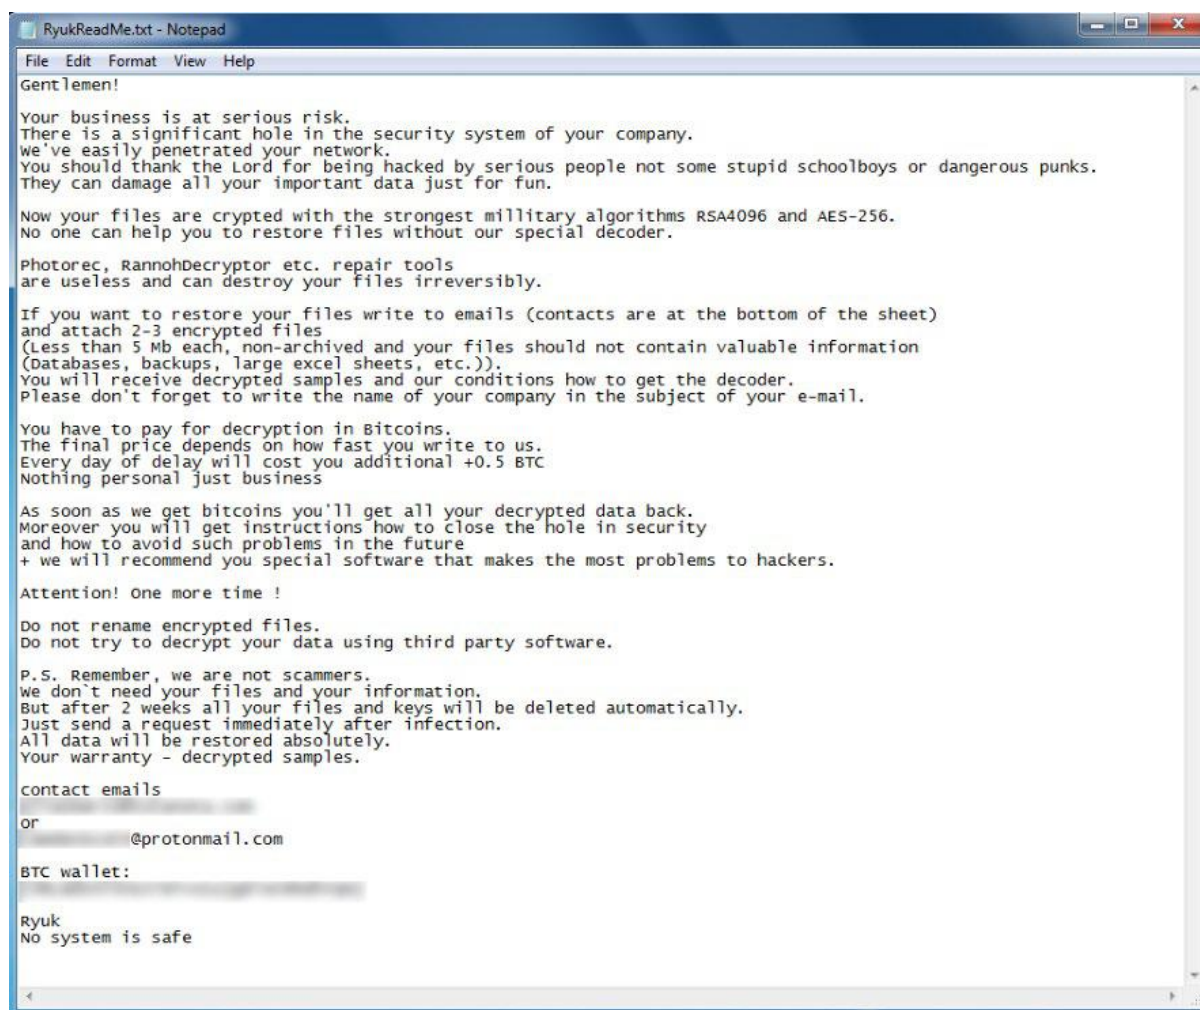 RyukReadMe.txt - Notepad
File Edit Format View Help
Gentlemen!
Your business is at serious risk.
There is a significant hole in the security system of your company.
We've easily penetrated your network.
You should thank the Lord for being hacked by serious people not some stupid schoolboys or dangerous punks.
They can damage all your important data just for fun.
Now your files are crypted with the strongest millitary algorithms RSA4096 and AES-256.
No one can help you to restore files without our special decoder.
Photorec, RannohDecryptor etc. repair tools
are useless and can destroy your files irreversibly.
If you want to restore your files write to emails (contacts are at the bottom of the sheet)
and attach 2-3 encrypted files
(Less than 5 Mb each, non-archived and your files should not contain valuable information
(Databases, backups, large excel sheets, etc.)).
You will receive decrypted samples and our conditions how to get the decoder.
Please don't forget to write the name of your company in the subject of your e-mail.
You have to pay for decryption in Bitcoins.
The final price depends on how fast you write to us.
Every day of delay will cost you additional +0.5 BTC
Nothing personal just business
As soon as we get bitcoins you'll get all your decrypted data back.
Moreover you will get instructions how to close the hole in security
and how to avoid such problems in the future
+ we will recommend you special software that makes the most problems to hackers.
Attention! One more time !
Do not rename encrypted files.
Do not try to decrypt your data using third party software.
P.S. Remember, we are not scammers.
We don`t need your files and your information.
But after 2 weeks all your files and keys will be deleted automatically.
Just send a request immediately after infection.
All data will be restored absolutely.
Your warranty - decrypted samples.
contact emails
or
@protonmail.com
BTC wallet:
Ryuk
No system is safe